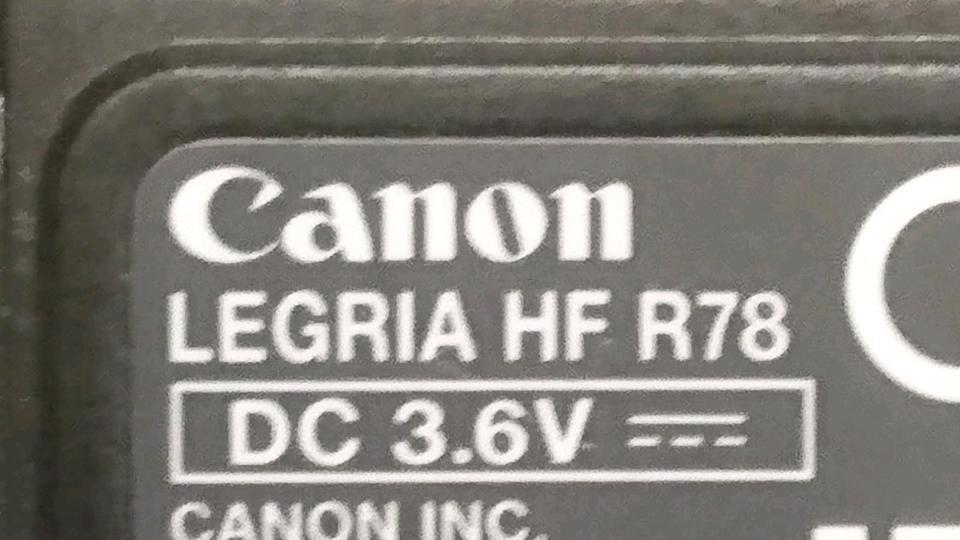 Canon
LEGRIA HF R78
DC 3.6V
CANON INC.